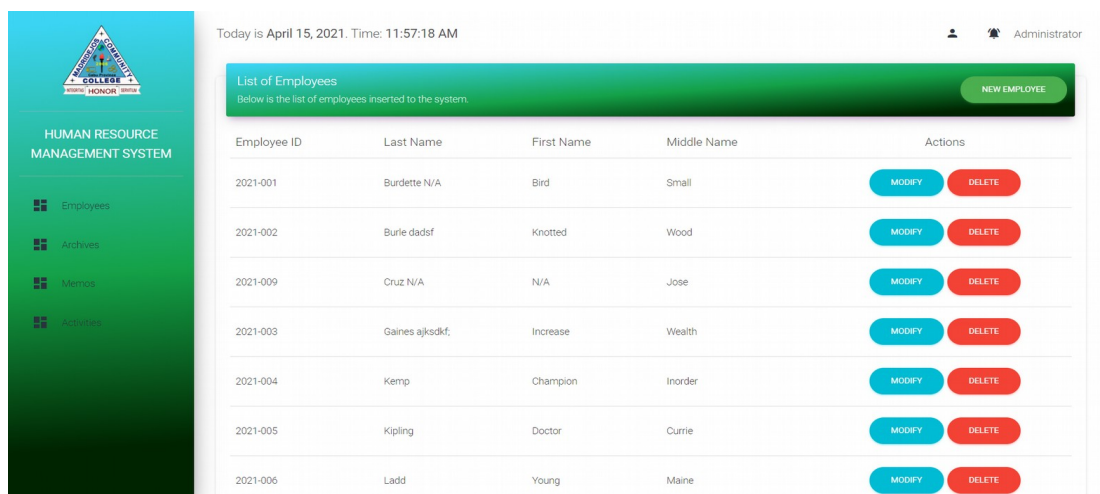 Today is April 15, 2021. Time: 11:57:18 AM
Administrator
MADRIDEJOS COMMUNITY
COLLEGE
HONOR
HUMAN RESOURCE
MANAGEMENT SYSTEM
Employees
Archives
Memos
Activities
List of Employees
Below is the list of employees inserted to the system.
NEW EMPLOYEE
Employee ID Last Name First Name Middle Name Actions
2021-001 Burdette N/A Bird Small MODIFY DELETE
2021-002 Burle dadsf Knotted Wood MODIFY DELETE
2021-009 Cruz N/A N/A Jose MODIFY DELETE
2021-003 Gaines ajksdkf; Increase Wealth MODIFY DELETE
2021-004 Kemp Champion Inorder MODIFY DELETE
2021-005 Kipling Doctor Currie MODIFY DELETE
2021-006 Ladd Young Maine MODIFY DELETE